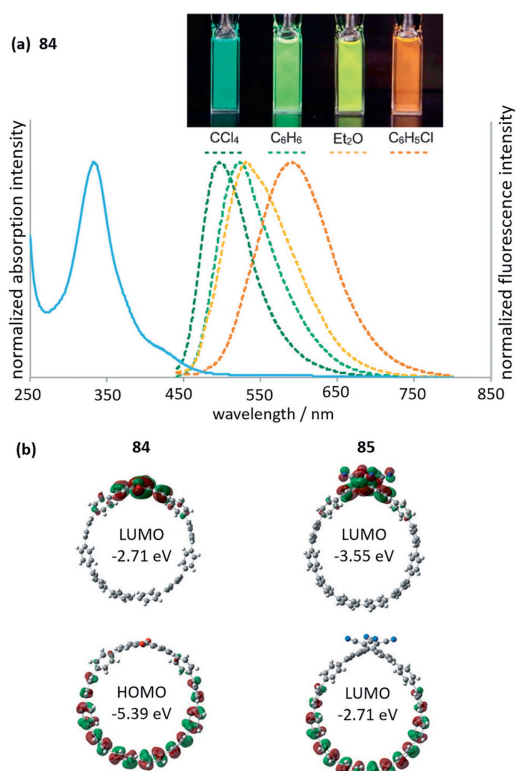 (a) 84
CCl4 C6H6 Et2O C6H5Cl
normalized absorption intensity
normalized fluorescence intensity
250 350 450 550 650 750 850
wavelength / nm
(b) 84 85
LUMO LUMO
-2.71 eV -3.55 eV
HOMO LUMO
-5.39 eV -2.71 eV